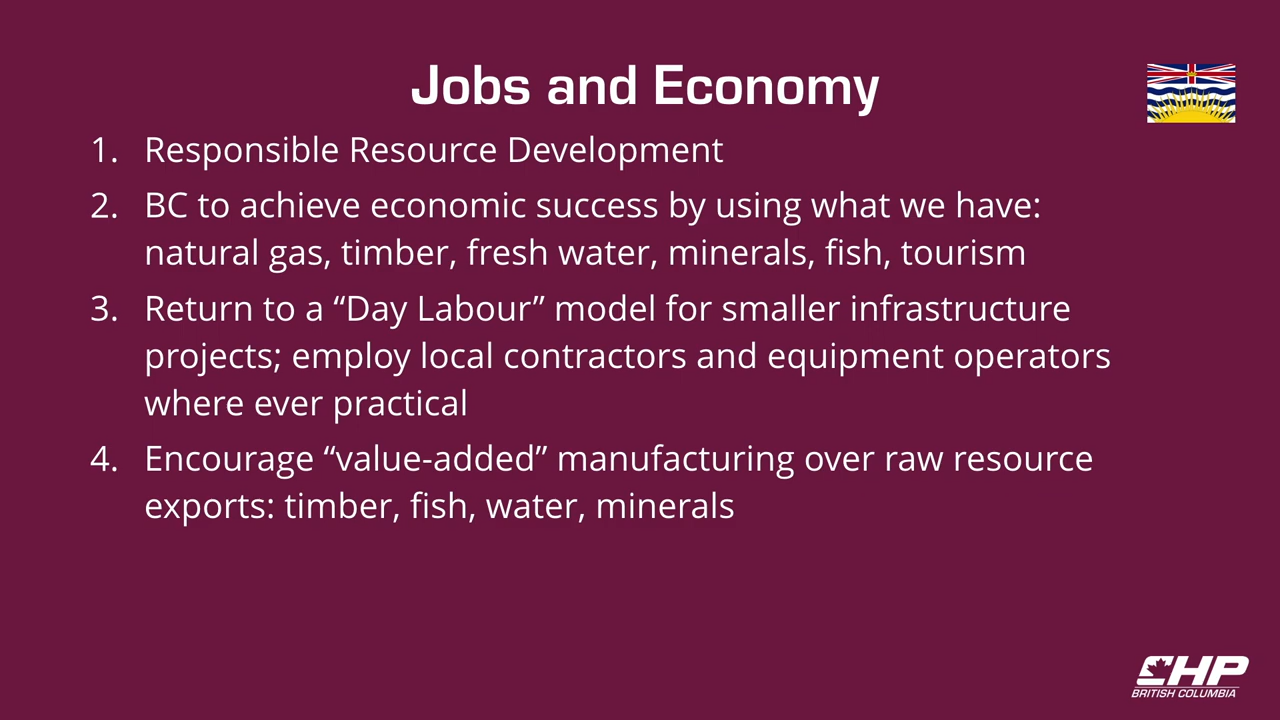 Jobs and Economy
1. Responsible Resource Development
2. BC to achieve economic success by using what we have:
natural gas, timber, fresh water, minerals, fish, tourism
3. Return to a “Day Labour” model for smaller infrastructure
projects; employ local contractors and equipment operators
where ever practical
4. Encourage “value-added” manufacturing over raw resource
exports: timber, fish, water, minerals
CHP
BRITISH COLUMBIA